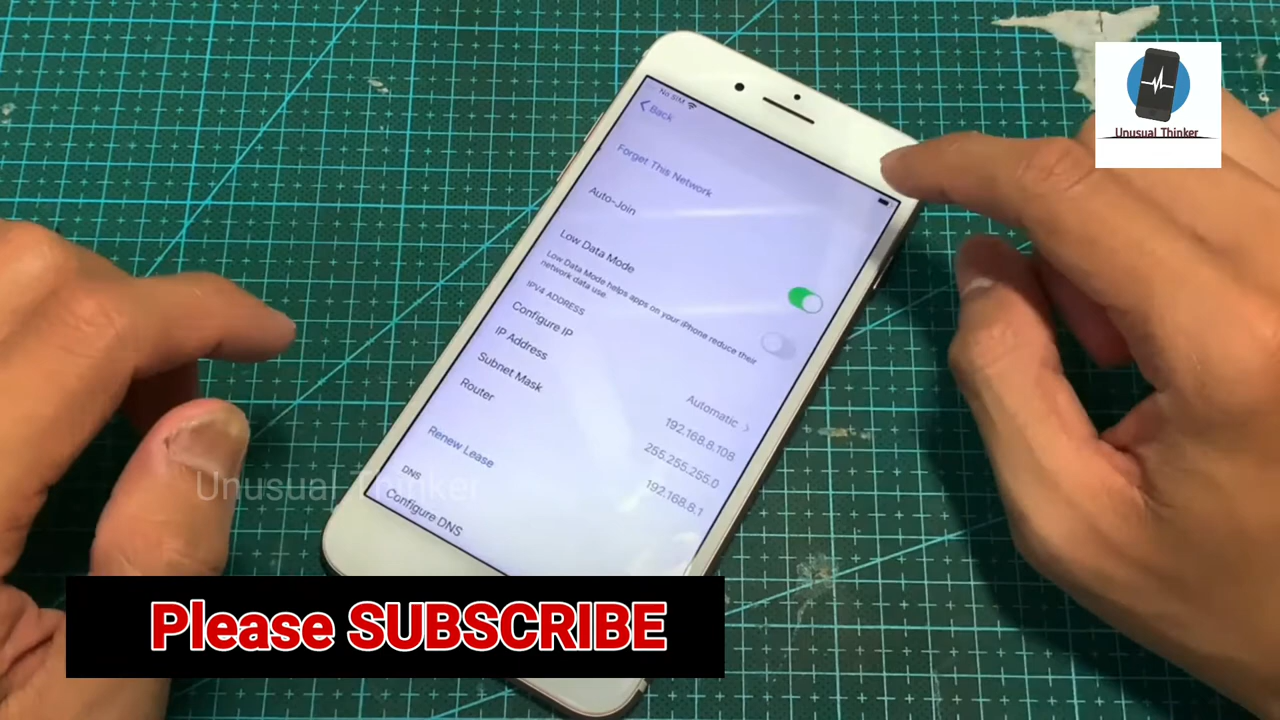 No SIM
Back
Forget This Network
Auto-Join
Low Data Mode
Low Data Mode helps apps on your iPhone reduce their
network data use.
IPV4 ADDRESS
Configure IP
Automatic
IP Address
192.168.8.108
Subnet Mask
255.255.255.0
Router
192.168.8.1
Renew Lease
DNS
Configure DNS
Unusual Thinker
Unusual Thinker
Please SUBSCRIBE